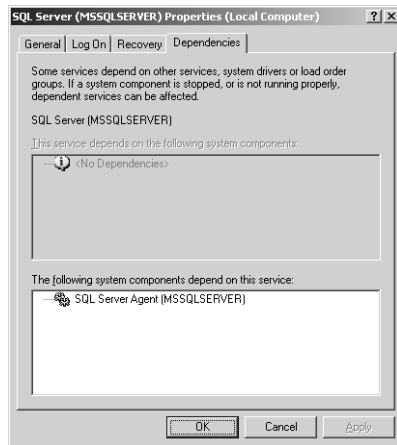 SQL Server (MSSQLSERVER) Properties (Local Computer)
General
Log On
Recovery
Dependencies
Some services depend on other services, system drivers or load order
groups. If a system component is stopped, or is not running properly,
dependent services can be affected.
SQL Server (MSSQLSERVER)
This service depends on the following system components:
<No Dependencies>
The following system components depend on this service:
SQL Server Agent (MSSQLSERVER)
OK
Cancel
Apply